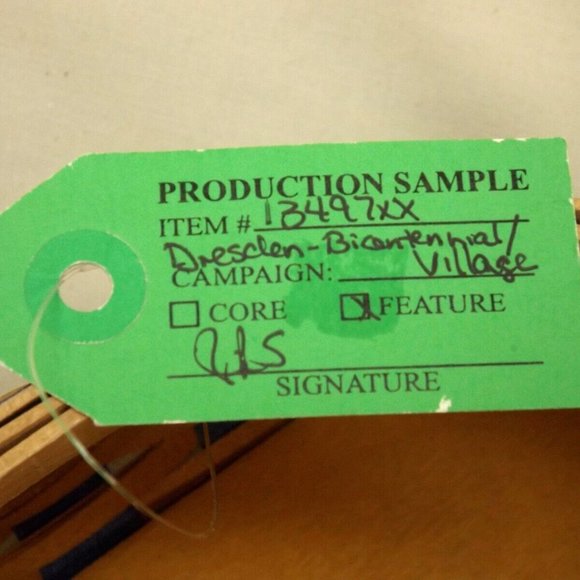 PRODUCTION SAMPLE
ITEM # 13497XX
Dresden-Bicentennial/
CAMPAIGN: Village
CORE X FEATURE
SIGNATURE